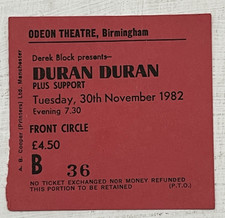 ODEON THEATRE, Birmingham
Derek Block presents—
DURAN DURAN
PLUS SUPPORT
Tuesday, 30th November 1982
Evening 7.30
FRONT CIRCLE
£4.50
B 36
NO TICKET EXCHANGED NOR MONEY REFUNDED
THIS PORTION TO BE RETAINED (P.T.O.)
A. B. Cooper (Printers) Ltd. Manchester